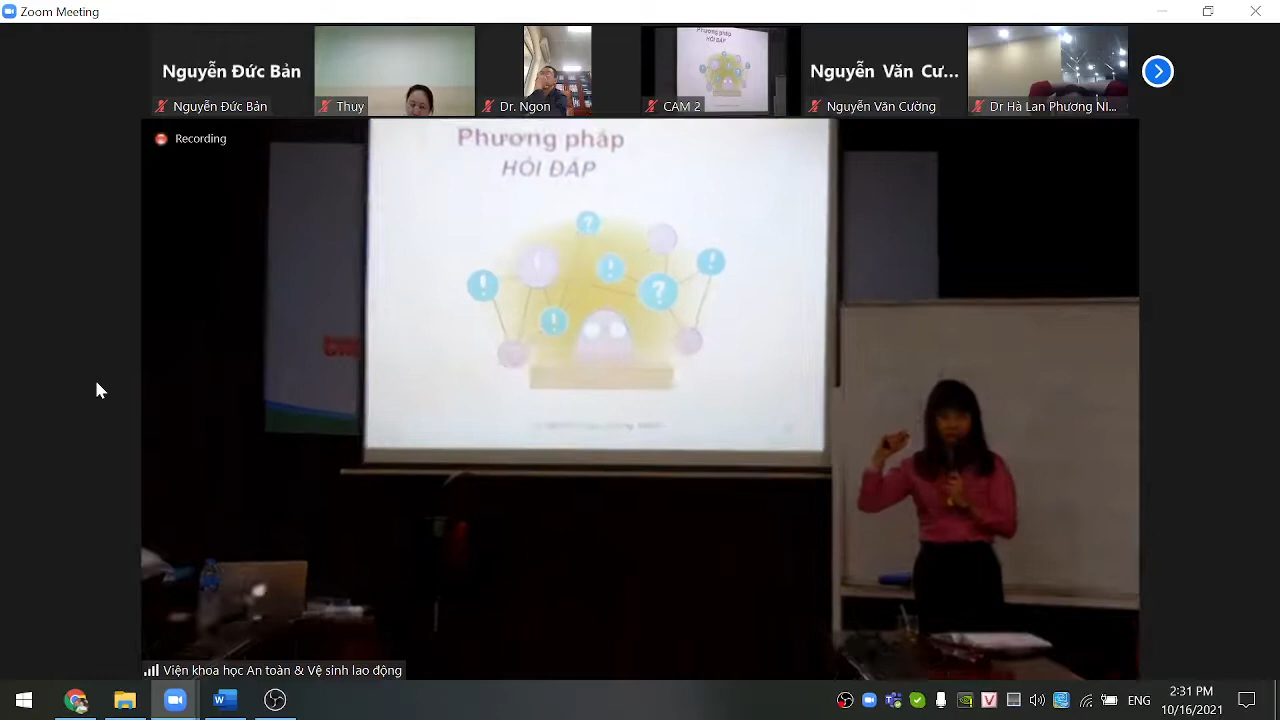 Zoom Meeting
Nguyễn Đức Bản
Nguyễn Văn Cư...
Nguyễn Đức Bản
Thuy
Dr. Ngon
CAM 2
Nguyễn Văn Cường
Dr Hà Lan Phương Ni...
Recording
Phương pháp
HỎI ĐÁP
Viện khoa học An toàn & Vệ sinh lao động
ENG
2:31 PM
10/16/2021